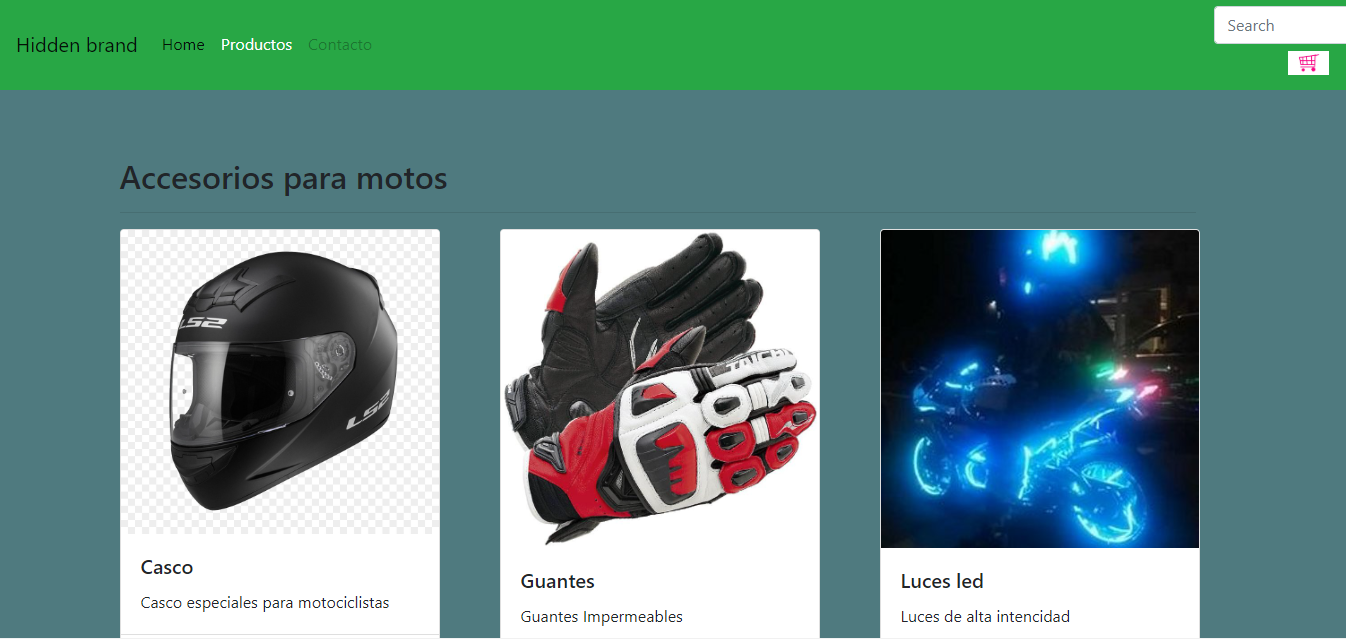 Hidden brand Home Productos Contacto
Search
Accesorios para motos
LS2
LS2
TAICHI
Casco
Casco especiales para motociclistas
Guantes
Guantes Impermeables
Luces led
Luces de alta intencidad